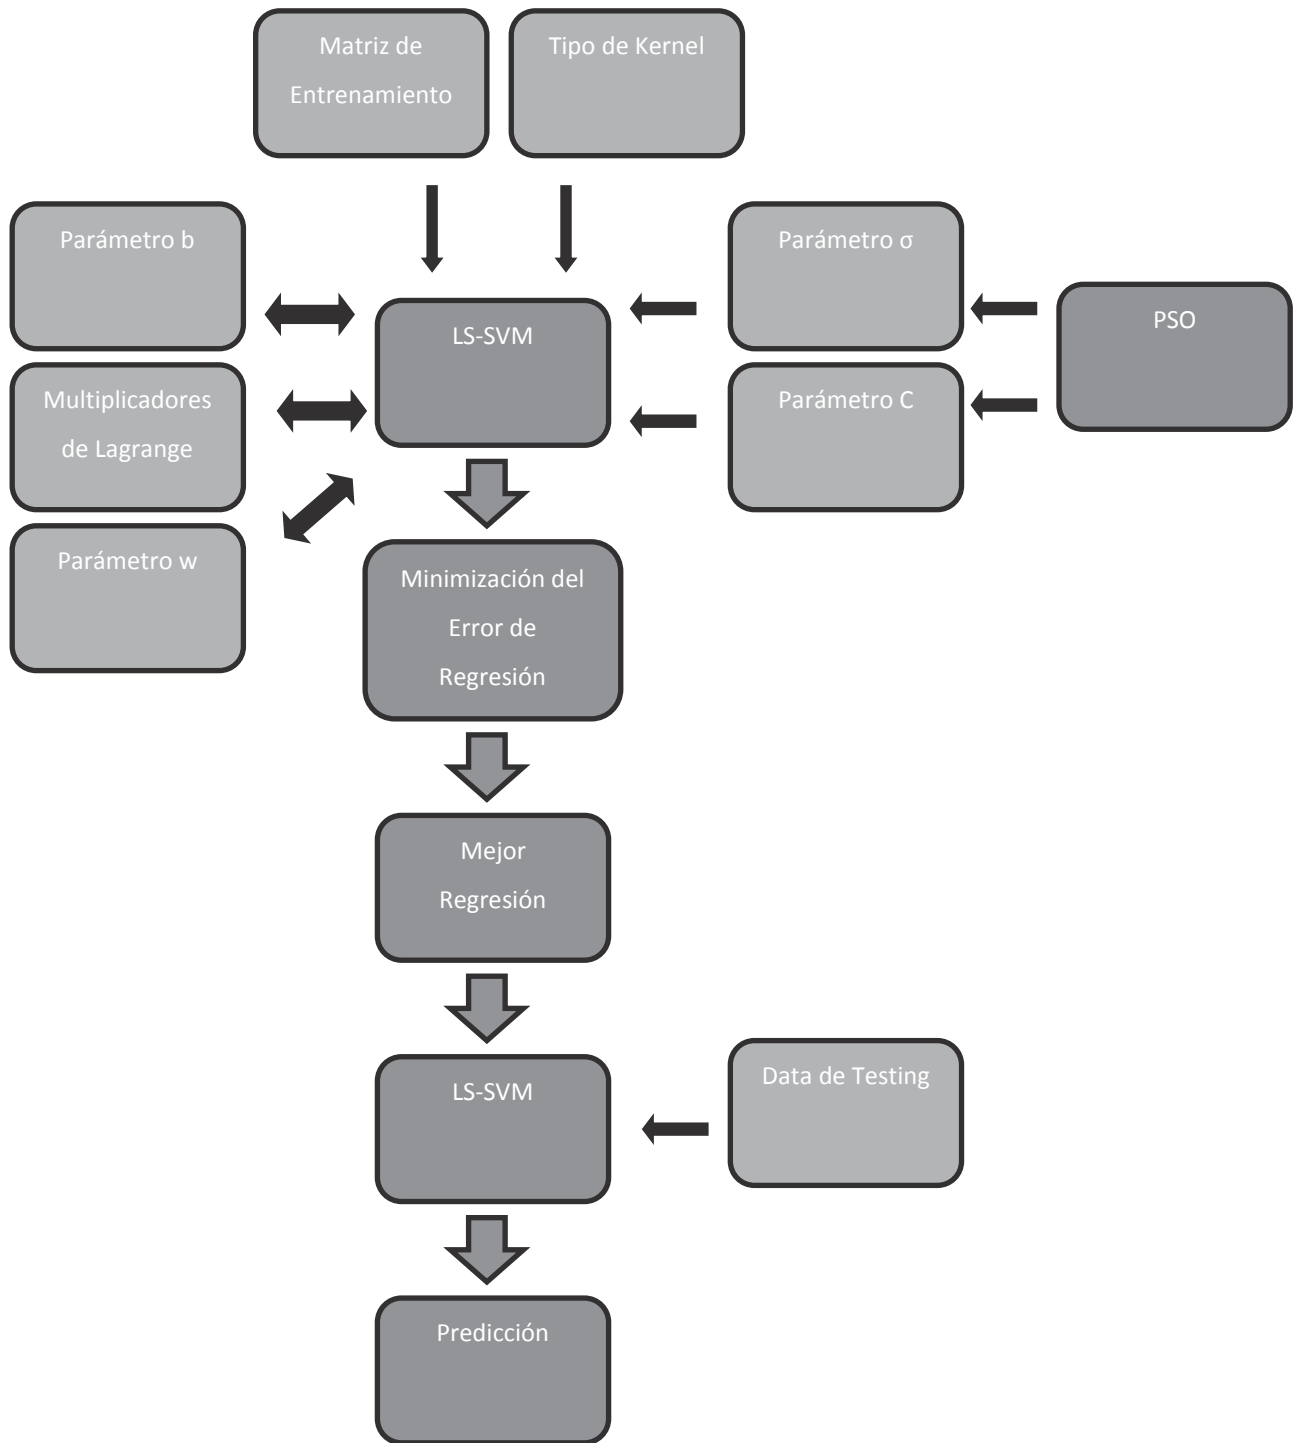 Matriz de
Entrenamiento
Tipo de Kernel
Parámetro b
Parámetro σ
PSO
LS-SVM
Multiplicadores
de Lagrange
Parámetro C
Parámetro w
Minimización del
Error de
Regresión
Mejor
Regresión
LS-SVM
Data de Testing
Predicción